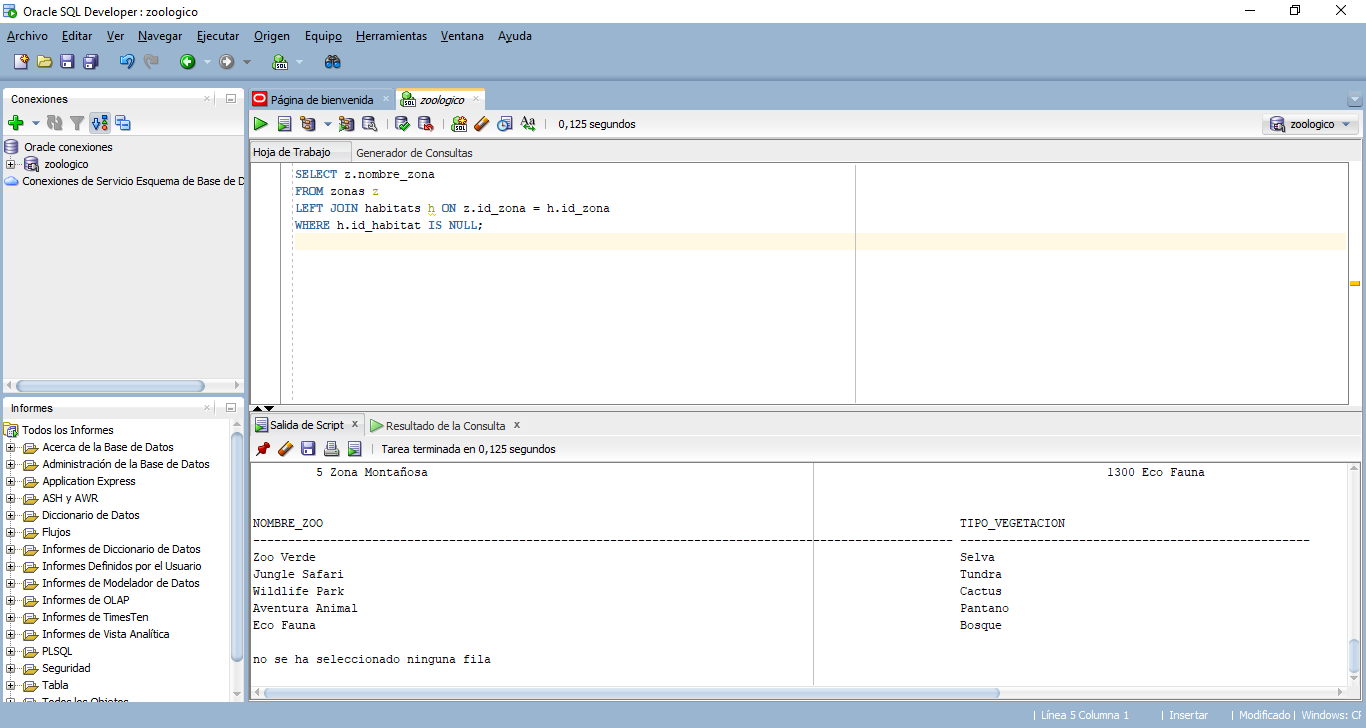 Oracle SQL Developer : zoologico
Archivo Editar Ver Navegar Ejecutar Origen Equipo Herramientas Ventana Ayuda
Conexiones
Oracle conexiones
zoologico
Conexiones de Servicio Esquema de Base de D
Informes
Todos los Informes
Acerca de la Base de Datos
Administración de la Base de Datos
Application Express
ASH y AWR
Diccionario de Datos
Flujos
Informes de Diccionario de Datos
Informes Definidos por el Usuario
Informes de Modelador de Datos
Informes de OLAP
Informes de TimesTen
Informes de Vista Analítica
PLSQL
Seguridad
Tabla
Todos los Objetos
Página de bienvenida zoologico
0,125 segundos zoologico
Hoja de Trabajo Generador de Consultas
SELECT z.nombre_zona
FROM zonas z
LEFT JOIN habitats h ON z.id_zona = h.id_zona
WHERE h.id_habitat IS NULL;
Salida de Script Resultado de la Consulta
Tarea terminada en 0,125 segundos
5 Zona Montañosa 1300 Eco Fauna
NOMBRE_ZOO TIPO_VEGETACION
---------------------------------------------------------------------------------------------------- --------------------------------------------------
Zoo Verde Selva
Jungle Safari Tundra
Wildlife Park Cactus
Aventura Animal Pantano
Eco Fauna Bosque
no se ha seleccionado ninguna fila
| Línea 5 Columna 1 | Insertar | Modificado | Windows: CF